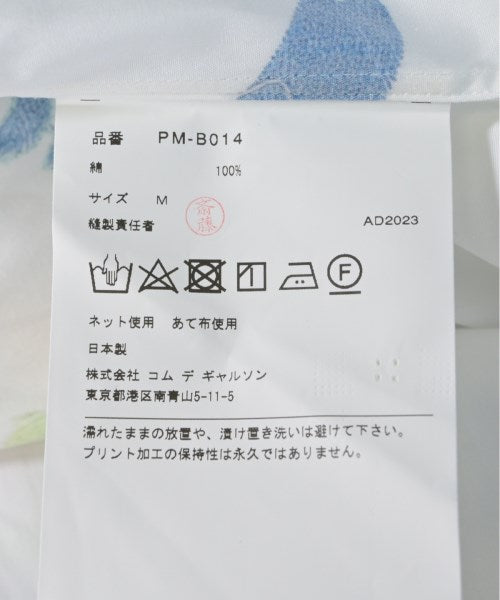 品番 PM-B014
綿 100%
サイズ M
縫製責任者 斎藤 AD2023
F
ネット使用 あて布使用
日本製
株式会社 コム デ ギャルソン
東京都港区南青山5-11-5
濡れたままの放置や、漬け置き洗いは避けて下さい。
プリント加工の保持性は永久ではありません。